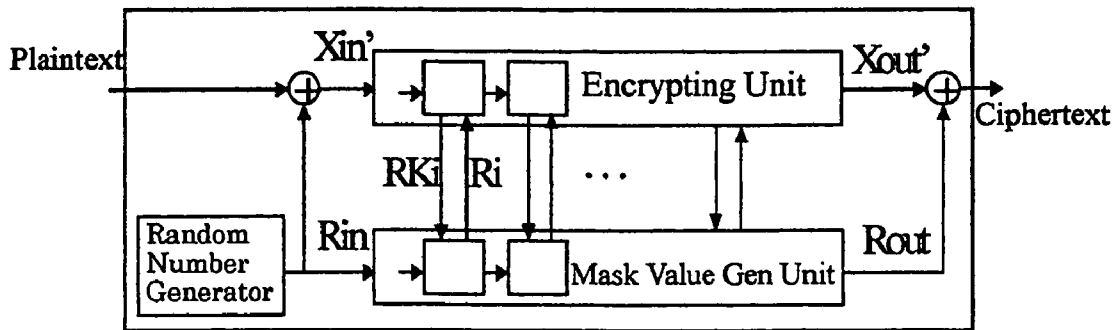 Plaintext
Xin'
Encrypting Unit
Xout'
Ciphertext
RKi
Ri
...
Random
Number
Generator
Rin
Mask Value Gen Unit
Rout